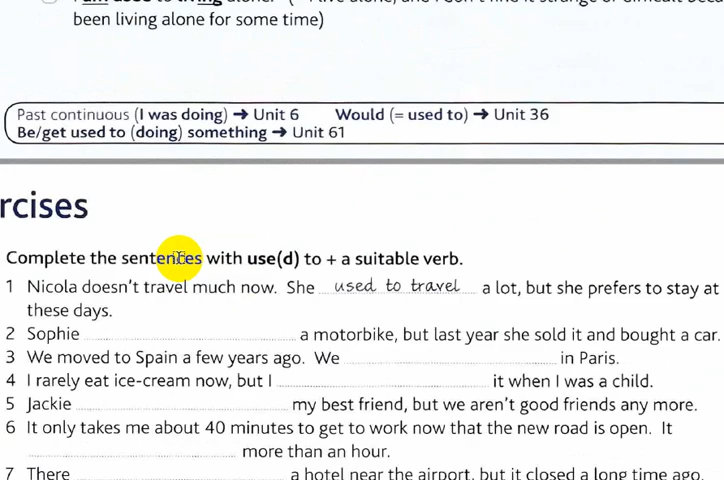 been living alone for some time)
Past continuous (I was doing) ➜ Unit 6 Would (= used to) ➜ Unit 36
Be/get used to (doing) something ➜ Unit 61
rcises
Complete the sentences with use(d) to + a suitable verb.
1 Nicola doesn't travel much now. She used to travel a lot, but she prefers to stay at
these days.
2 Sophie ........ a motorbike, but last year she sold it and bought a car.
3 We moved to Spain a few years ago. We ........ in Paris.
4 I rarely eat ice-cream now, but I ........ it when I was a child.
5 Jackie ........ my best friend, but we aren't good friends any more.
6 It only takes me about 40 minutes to get to work now that the new road is open. It
........ more than an hour.
7 There ........ a hotel near the airport, but it closed a long time ago.